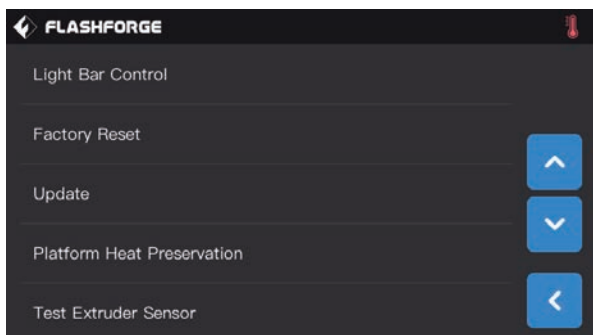 FLASHFORGE
Light Bar Control
Factory Reset
Update
Platform Heat Preservation
Test Extruder Sensor